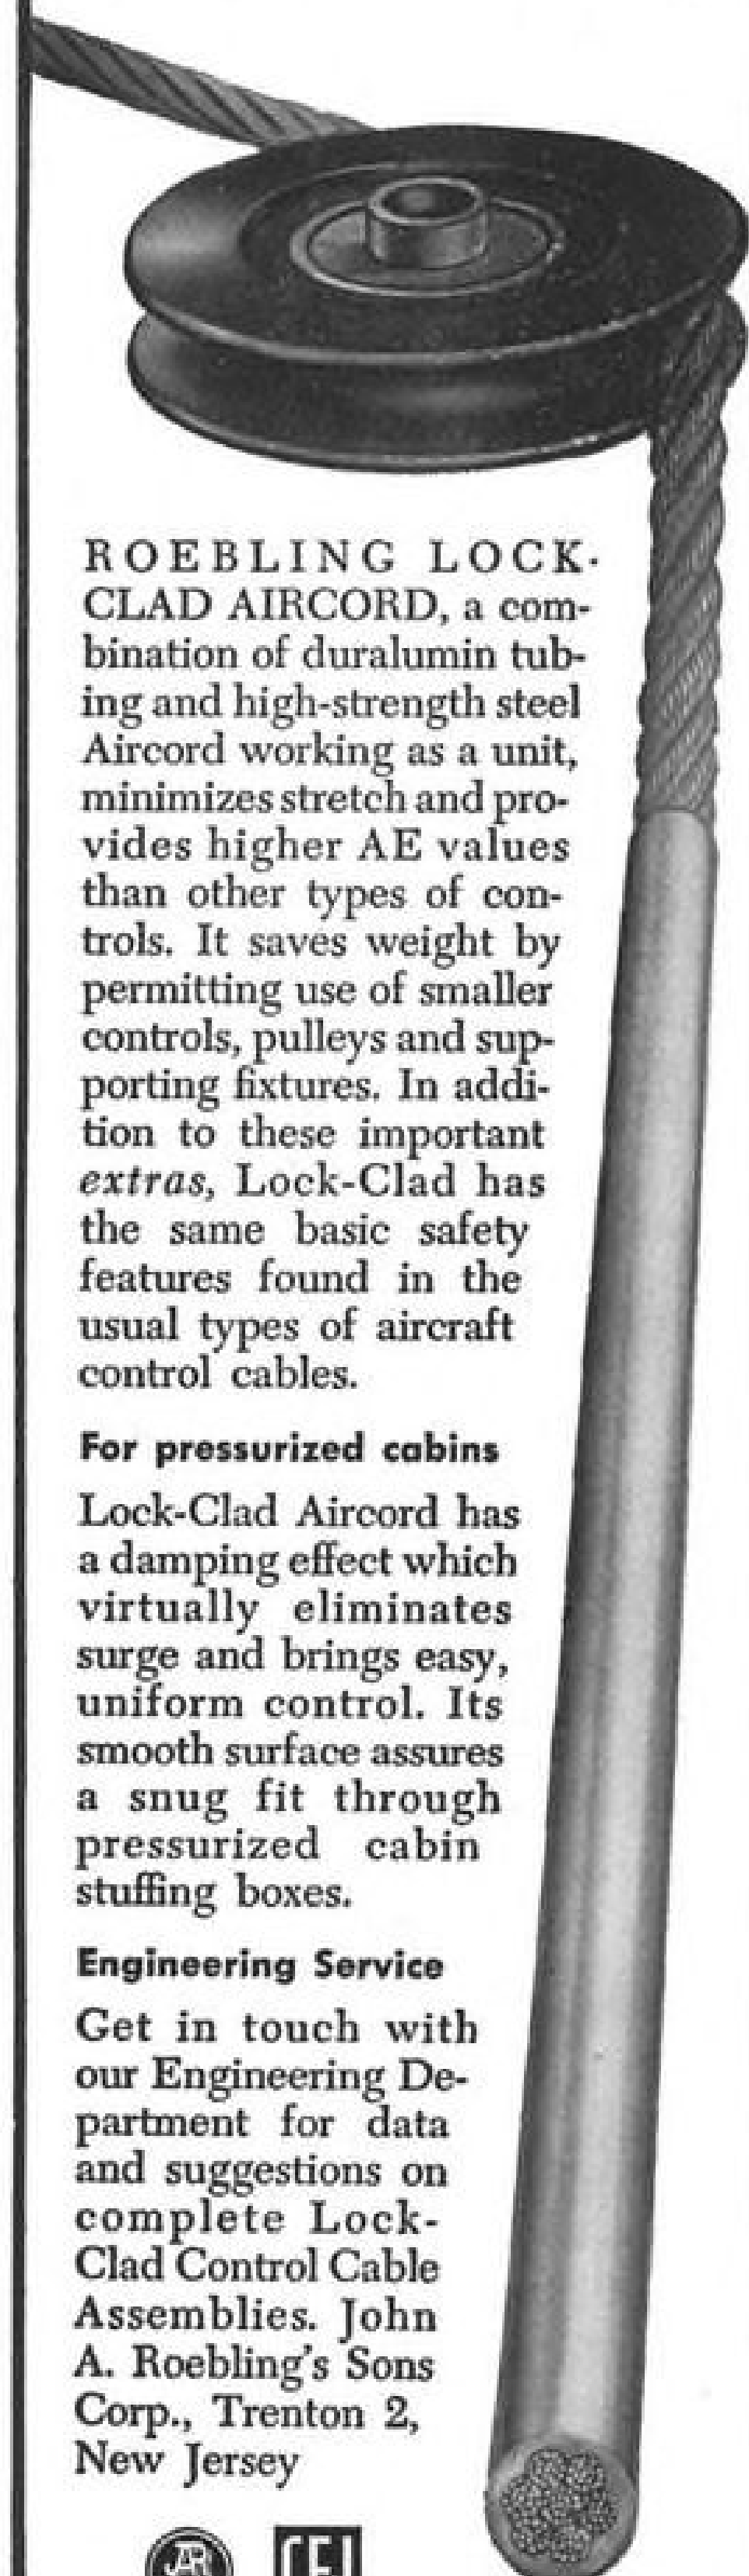 ROEBLING LOCK-
CLAD AIRCORD, a com-
bination of duralumin tub-
ing and high-strength steel
Aircord working as a unit,
minimizes stretch and pro-
vides higher AE values
than other types of con-
trols. It saves weight by
permitting use of smaller
controls, pulleys and sup-
porting fixtures. In addi-
tion to these important
extras, Lock-Clad has
the same basic safety
features found in the
usual types of aircraft
control cables.
For pressurized cabins
Lock-Clad Aircord has
a damping effect which
virtually eliminates
surge and brings easy,
uniform control. Its
smooth surface assures
a snug fit through
pressurized cabin
stuffing boxes.
Engineering Service
Get in touch with
our Engineering De-
partment for data
and suggestions on
complete Lock-
Clad Control Cable
Assemblies. John
A. Roebling's Sons
Corp., Trenton 2,
New Jersey